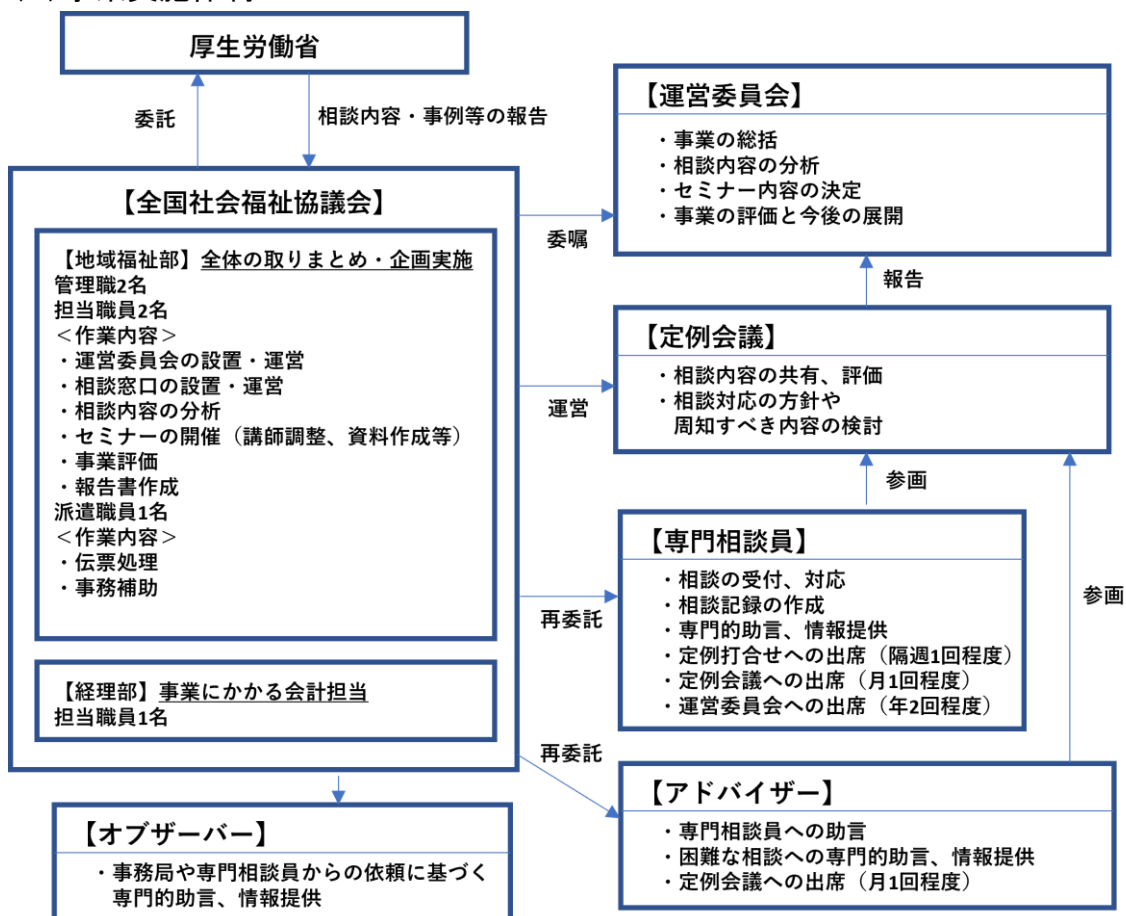 厚生労働省
委託
相談内容・事例等の報告
【全国社会福祉協議会】
【地域福祉部】全体の取りまとめ・企画実施
管理職2名
担当職員2名
＜作業内容＞
・運営委員会の設置・運営
・相談窓口の設置・運営
・相談内容の分析
・セミナーの開催（講師調整、資料作成等）
・事業評価
・報告書作成
派遣職員1名
＜作業内容＞
・伝票処理
・事務補助
【経理部】事業にかかる会計担当
担当職員1名
【オブザーバー】
・事務局や専門相談員からの依頼に基づく
専門的助言、情報提供
委嘱
運営
再委託
再委託
【運営委員会】
・事業の総括
・相談内容の分析
・セミナー内容の決定
・事業の評価と今後の展開
報告
【定例会議】
・相談内容の共有、評価
・相談対応の方針や
周知すべき内容の検討
参画
【専門相談員】
・相談の受付、対応
・相談記録の作成
・専門的助言、情報提供
・定例打合せへの出席（隔週1回程度）
・定例会議への出席（月1回程度）
・運営委員会への出席（年2回程度）
参画
【アドバイザー】
・専門相談員への助言
・困難な相談への専門的助言、情報提供
・定例会議への出席（月1回程度）